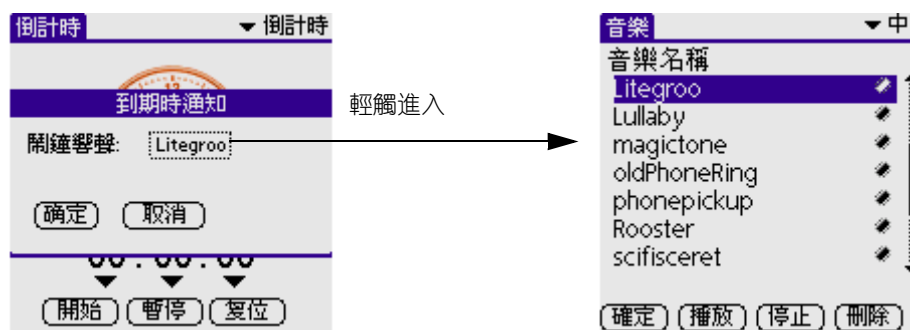 倒計時
倒計時
到期時通知
鬧鐘響聲: Litegroo
确定 取消
開始 暫停 复位
輕觸進入
音樂
中
音樂名稱
Litegroo
Lullaby
magictone
oldPhoneRing
phonepickup
Rooster
scifisceret
確定 播放 停止 刪除